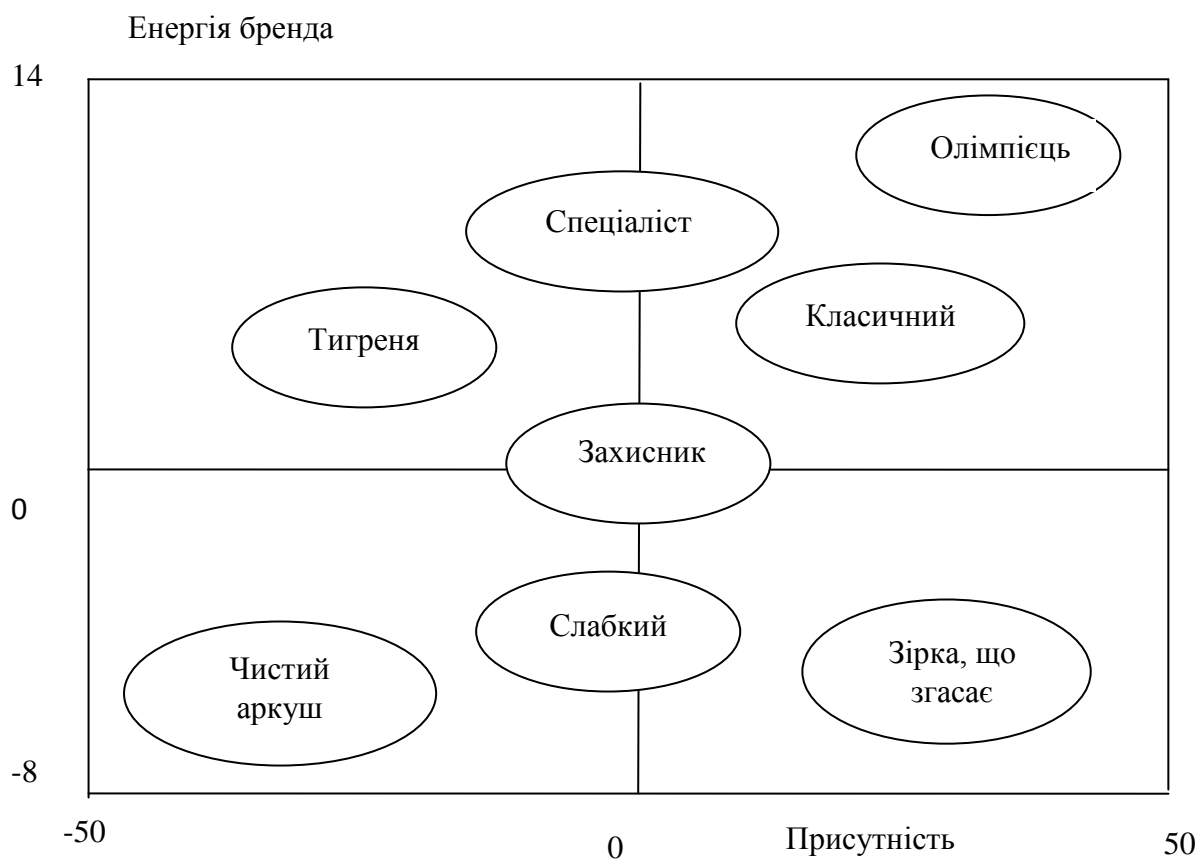 Енергія бренда
14
Олімпієць
Спеціаліст
Класичний
Тигреня
Захисник
0
Слабкий
Зірка, що
згасає
Чистий
аркуш
-8
-50
0
Присутність
50